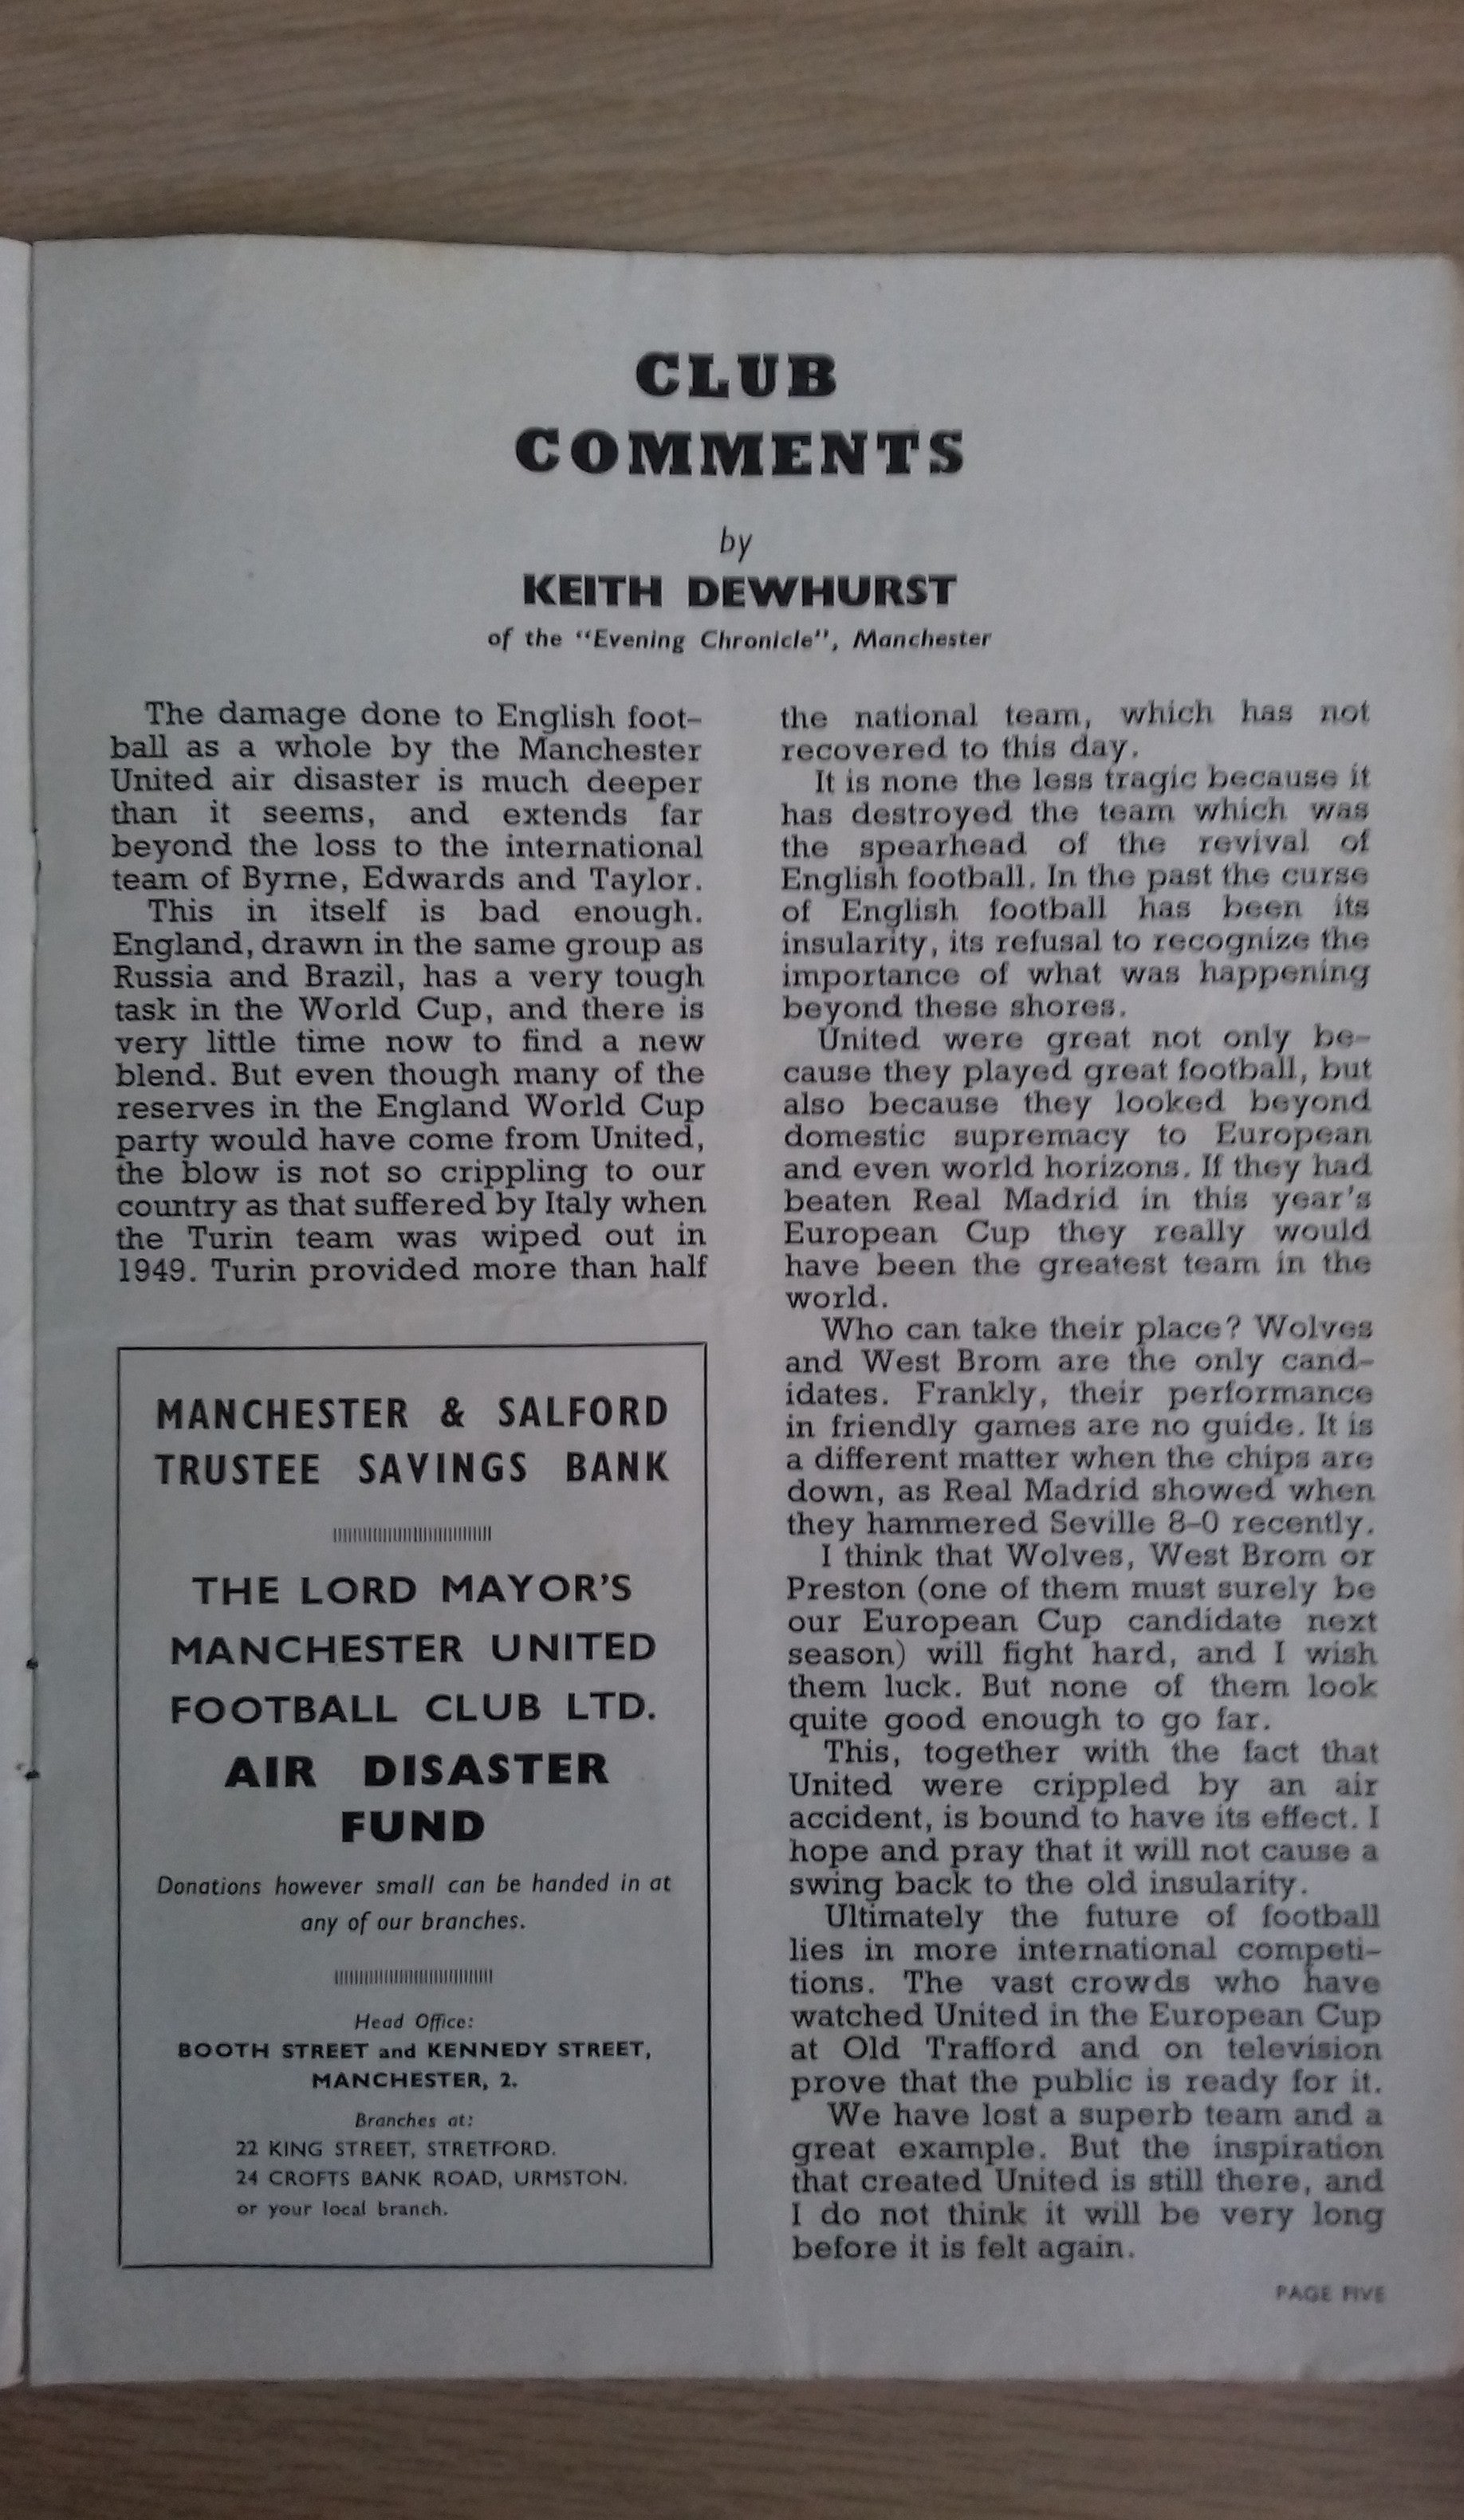 CLUB
COMMENTS
by
KEITH DEWHURST
of the "Evening Chronicle", Manchester
The damage done to English foot-
ball as a whole by the Manchester
United air disaster is much deeper
than it seems, and extends far
beyond the loss to the international
team of Byrne, Edwards and Taylor.
This in itself is bad enough.
England, drawn in the same group as
Russia and Brazil, has a very tough
task in the World Cup, and there is
very little time now to find a new
blend. But even though many of the
reserves in the England World Cup
party would have come from United,
the blow is not so crippling to our
country as that suffered by Italy when
the Turin team was wiped out in
1949. Turin provided more than half
MANCHESTER & SALFORD
TRUSTEE SAVINGS BANK
THE LORD MAYOR'S
MANCHESTER UNITED
FOOTBALL CLUB LTD.
AIR DISASTER
FUND
Donations however small can be handed in at
any of our branches.
Head Office:
BOOTH STREET and KENNEDY STREET,
MANCHESTER, 2.
Branches at:
22 KING STREET, STRETFORD.
24 CROFTS BANK ROAD, URMSTON.
or your local branch.
the national team, which has not
recovered to this day.
It is none the less tragic because it
has destroyed the team which was
the spearhead of the revival of
English football. In the past the curse
of English football has been its
insularity, its refusal to recognize the
importance of what was happening
beyond these shores.
United were great not only be-
cause they played great football, but
also because they looked beyond
domestic supremacy to European
and even world horizons. If they had
beaten Real Madrid in this year's
European Cup they really would
have been the greatest team in the
world.
Who can take their place? Wolves
and West Brom are the only cand-
idates. Frankly, their performance
in friendly games are no guide. It is
a different matter when the chips are
down, as Real Madrid showed when
they hammered Seville 8-0 recently.
I think that Wolves, West Brom or
Preston (one of them must surely be
our European Cup candidate next
season) will fight hard, and I wish
them luck. But none of them look
quite good enough to go far.
This, together with the fact that
United were crippled by an air
accident, is bound to have its effect. I
hope and pray that it will not cause a
swing back to the old insularity.
Ultimately the future of football
lies in more international competi-
tions. The vast crowds who have
watched United in the European Cup
at Old Trafford and on television
prove that the public is ready for it.
We have lost a superb team and a
great example. But the inspiration
that created United is still there, and
I do not think it will be very long
before it is felt again.
PAGE FIVE